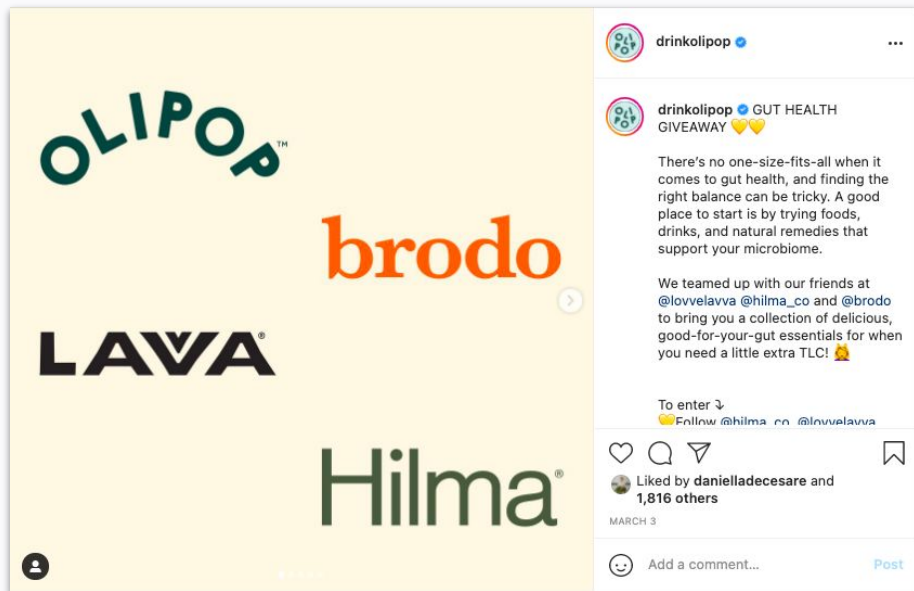 OLIPOP™
brodo
LAVVA®
Hilma®
drinkolipop
drinkolipop GUT HEALTH
GIVEAWAY 💛💛
There's no one-size-fits-all when it
comes to gut health, and finding the
right balance can be tricky. A good
place to start is by trying foods,
drinks, and natural remedies that
support your microbiome.
We teamed up with our friends at
@lovvelavva @hilma_co and @brodo
to bring you a collection of delicious,
good-for-your-gut essentials for when
you need a little extra TLC! 💆
To enter ⤵
💛Follow @hilma_co @lovvelavva
Liked by danielladecesare and
1,816 others
MARCH 3
Add a comment...
Post